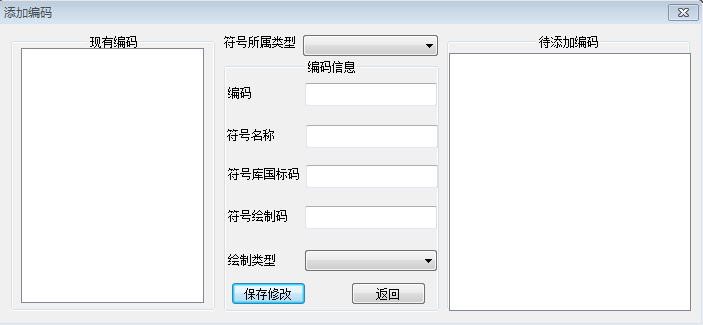 添加编码
现有编码
符号所属类型
编码信息
编码
符号名称
符号库国标码
符号绘制码
绘制类型
保存修改
返回
待添加编码